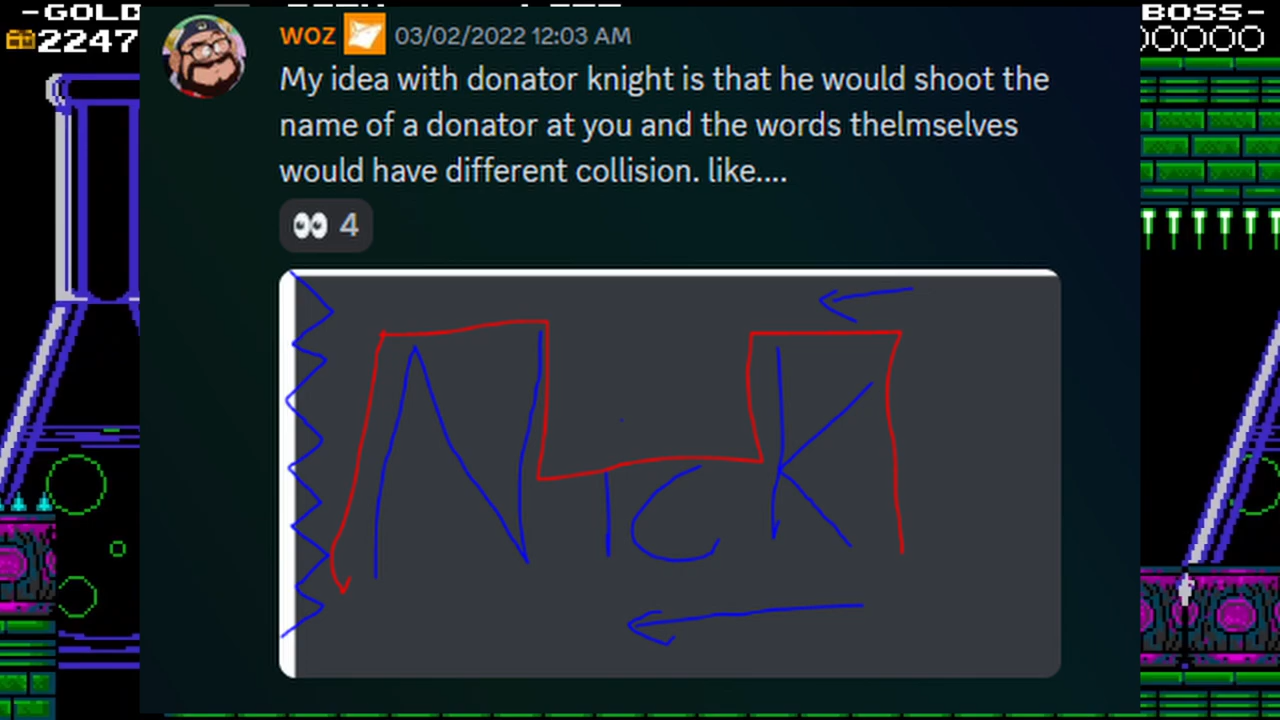 -GOLD
BOSS-
2247
WOZ 03/02/2022 12:03 AM
My idea with donator knight is that he would shoot the
name of a donator at you and the words thelmselves
would have different collision. like....
4
NICK